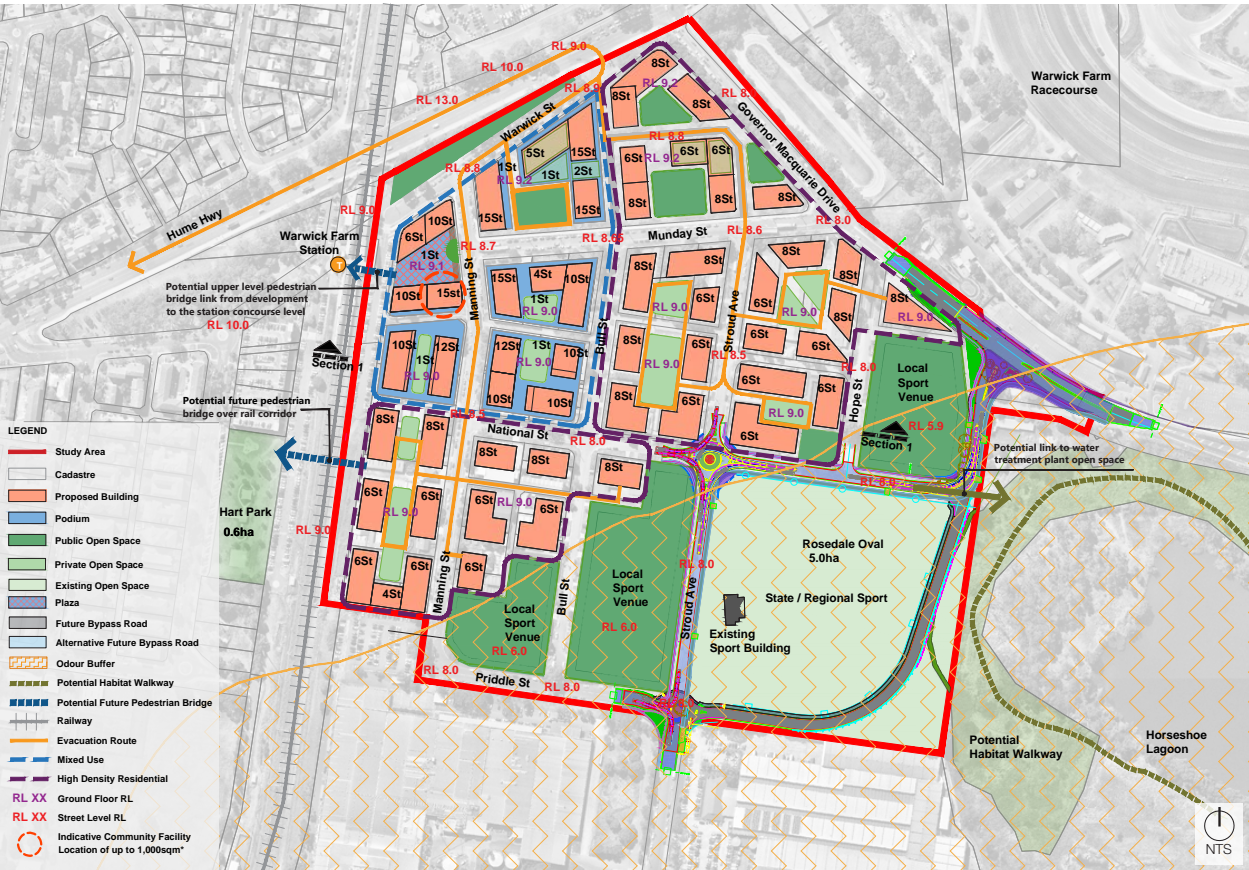 RL 9.0
RL 10.0
RL 13.0
RL 8.9
8St
RL 9.2
8St
8St
Governor Macquarie Drive
Warwick Farm
Racecourse
Warwick St
5St
15St
1St
1St
2St
RL 9.2
15St
15St
RL 8.8
RL 8.8
6St
RL 9.2
6St
6St
8St
8St
8St
RL 8.0
RL 9.0
Hume Hwy
Warwick Farm
Station
T
10St
6St
1St
RL 9.1
RL 8.7
10St
15st
Manning St
RL 8.65
Munday St
RL 8.6
Potential upper level pedestrian
bridge link from development
to the station concourse level
RL 10.0
15St
4St
10St
1St
RL 9.0
8St
8St
RL 9.0
6St
Stroud Ave
8St
8St
6St
RL 9.0
8St
8St
RL 9.0
Section 1
10St
12St
1St
RL 9.0
12St
1St
10St
RL 9.0
10St
10St
Bull St
8St
6St
RL 9.0
RL 8.5
6St
6St
6St
6St
8St
6St
RL 9.0
6St
RL 8.0
Hope St
Local
Sport
Venue
RL 5.9
Section 1
Potential future pedestrian
bridge over rail corridor
RL 8.5
National St
RL 8.0
8St
8St
8St
8St
8St
Potential link to water
treatment plant open space
6St
6St
RL 9.0
6St
RL 9.0
6St
6St
6St
6St
4St
Manning St
RL 9.0
Hart Park
0.6ha
Bull St
Local
Sport
Venue
RL 6.0
Local
Sport
Venue
RL 6.0
RL 8.0
Stroud Ave
Rosedale Oval
5.0ha
State / Regional Sport
Existing
Sport Building
RL 8.0
Priddle St
RL 8.0
Potential
Habitat Walkway
Horseshoe
Lagoon
NTS
LEGEND
Study Area
Cadastre
Proposed Building
Podium
Public Open Space
Private Open Space
Existing Open Space
Plaza
Future Bypass Road
Alternative Future Bypass Road
Odour Buffer
Potential Habitat Walkway
Potential Future Pedestrian Bridge
Railway
Evacuation Route
Mixed Use
High Density Residential
RL XX Ground Floor RL
RL XX Street Level RL
Indicative Community Facility
Location of up to 1,000sqm*